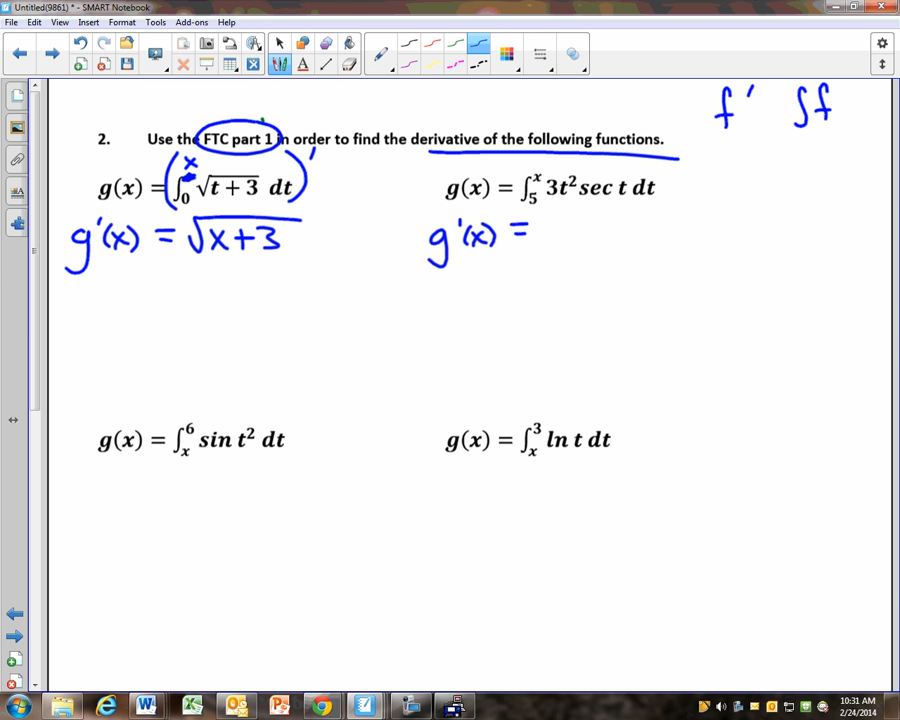 Untitled(9861) * - SMART Notebook
File Edit View Insert Format Tools Add-ons Help
f′ ∫f
2. Use the FTC part 1 in order to find the derivative of the following functions.
g(x) = (∫₀ˣ √(t + 3) dt)′ g(x) = ∫₅ˣ 3t² sec t dt
g′(x) = √(x+3) g′(x) =
g(x) = ∫ₓ⁶ sin t² dt g(x) = ∫ₓ³ ln t dt
10:31 AM
2/24/2014